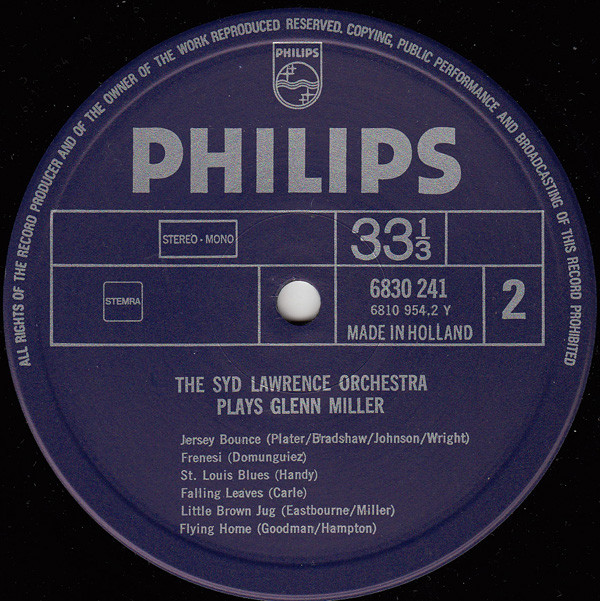 ALL RIGHTS OF THE RECORD PRODUCER AND OF THE OWNER OF THE WORK REPRODUCED RESERVED. COPYING, PUBLIC PERFORMANCE AND BROADCASTING OF THIS RECORD PROHIBITED
PHILIPS
PHILIPS
STEREO - MONO
33 1/3
STEMRA
6830 241
6810 954.2 Y
MADE IN HOLLAND
2
THE SYD LAWRENCE ORCHESTRA
PLAYS GLENN MILLER
Jersey Bounce (Plater/Bradshaw/Johnson/Wright)
Frenesi (Domunguiez)
St. Louis Blues (Handy)
Falling Leaves (Carle)
Little Brown Jug (Eastbourne/Miller)
Flying Home (Goodman/Hampton)